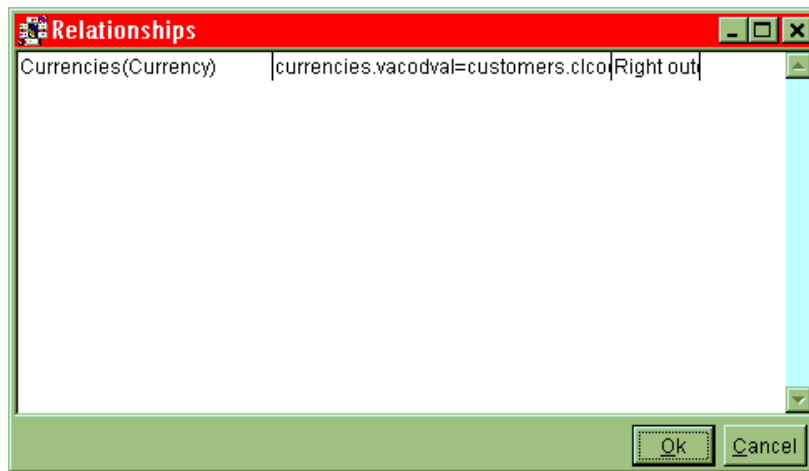 Relationships
Currencies(Currency) currencies.vacodval=customers.clco Right out
Ok Cancel